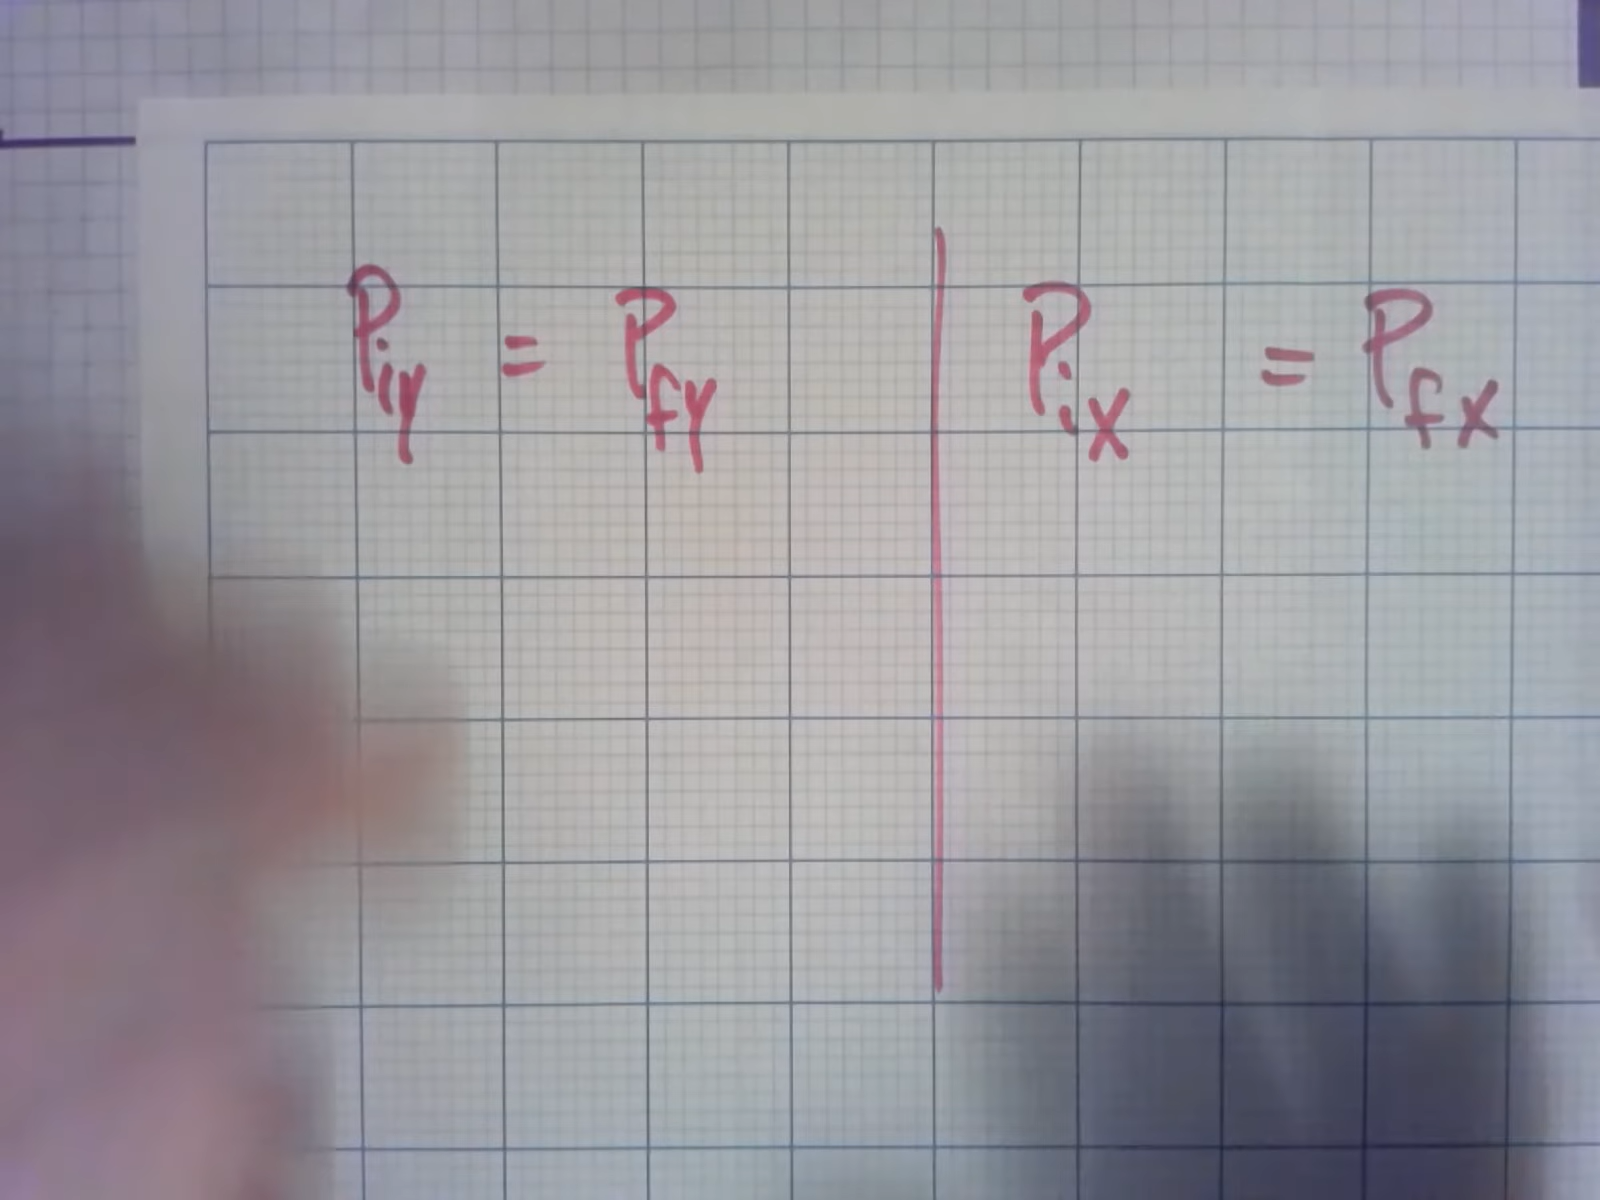 Piy = Pfy
Pix = Pfx